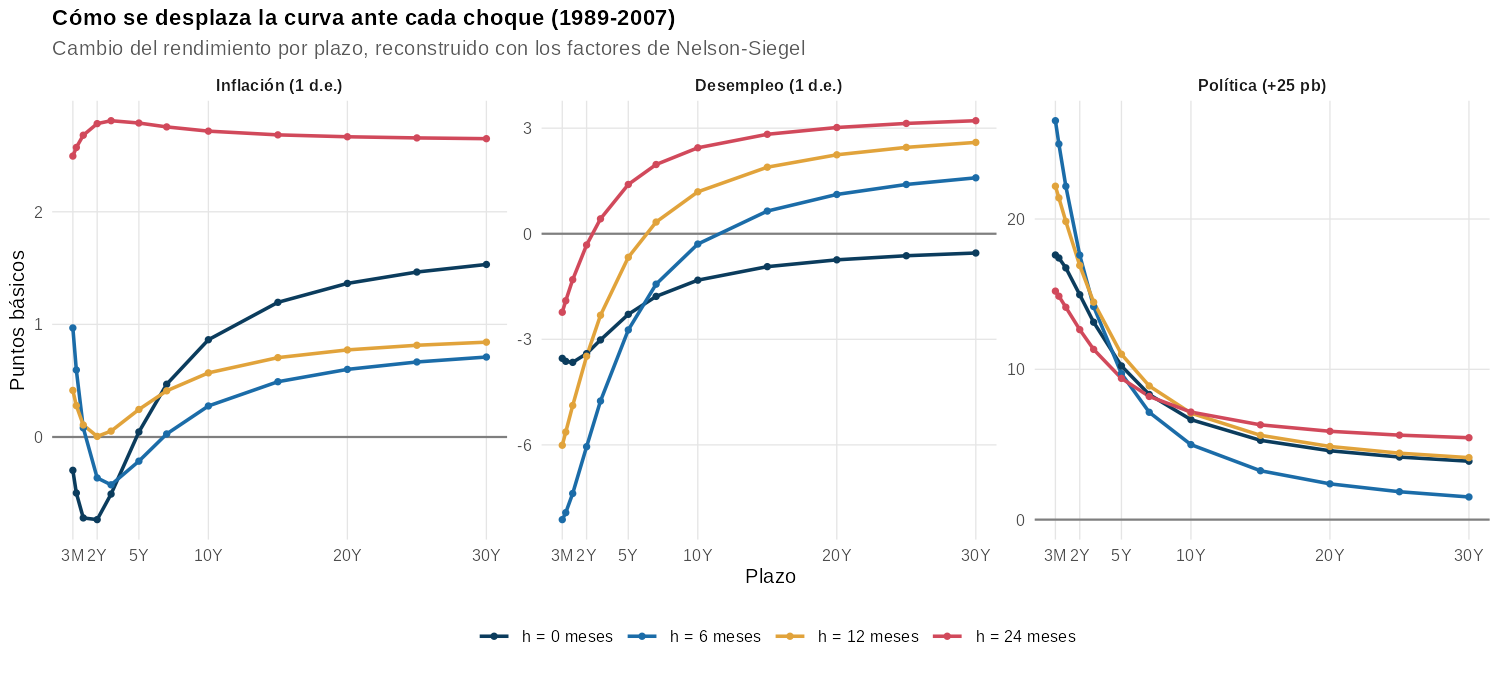 Cómo se desplaza la curva ante cada choque (1989-2007)
Cambio del rendimiento por plazo, reconstruido con los factores de Nelson-Siegel
Inflación (1 d.e.)
Desempleo (1 d.e.)
Política (+25 pb)
Puntos básicos
2
1
0
3
0
-3
-6
20
10
0
3M 2Y 5Y 10Y 20Y 30Y
3M 2Y 5Y 10Y 20Y 30Y
3M 2Y 5Y 10Y 20Y 30Y
Plazo
h = 0 meses h = 6 meses h = 12 meses h = 24 meses